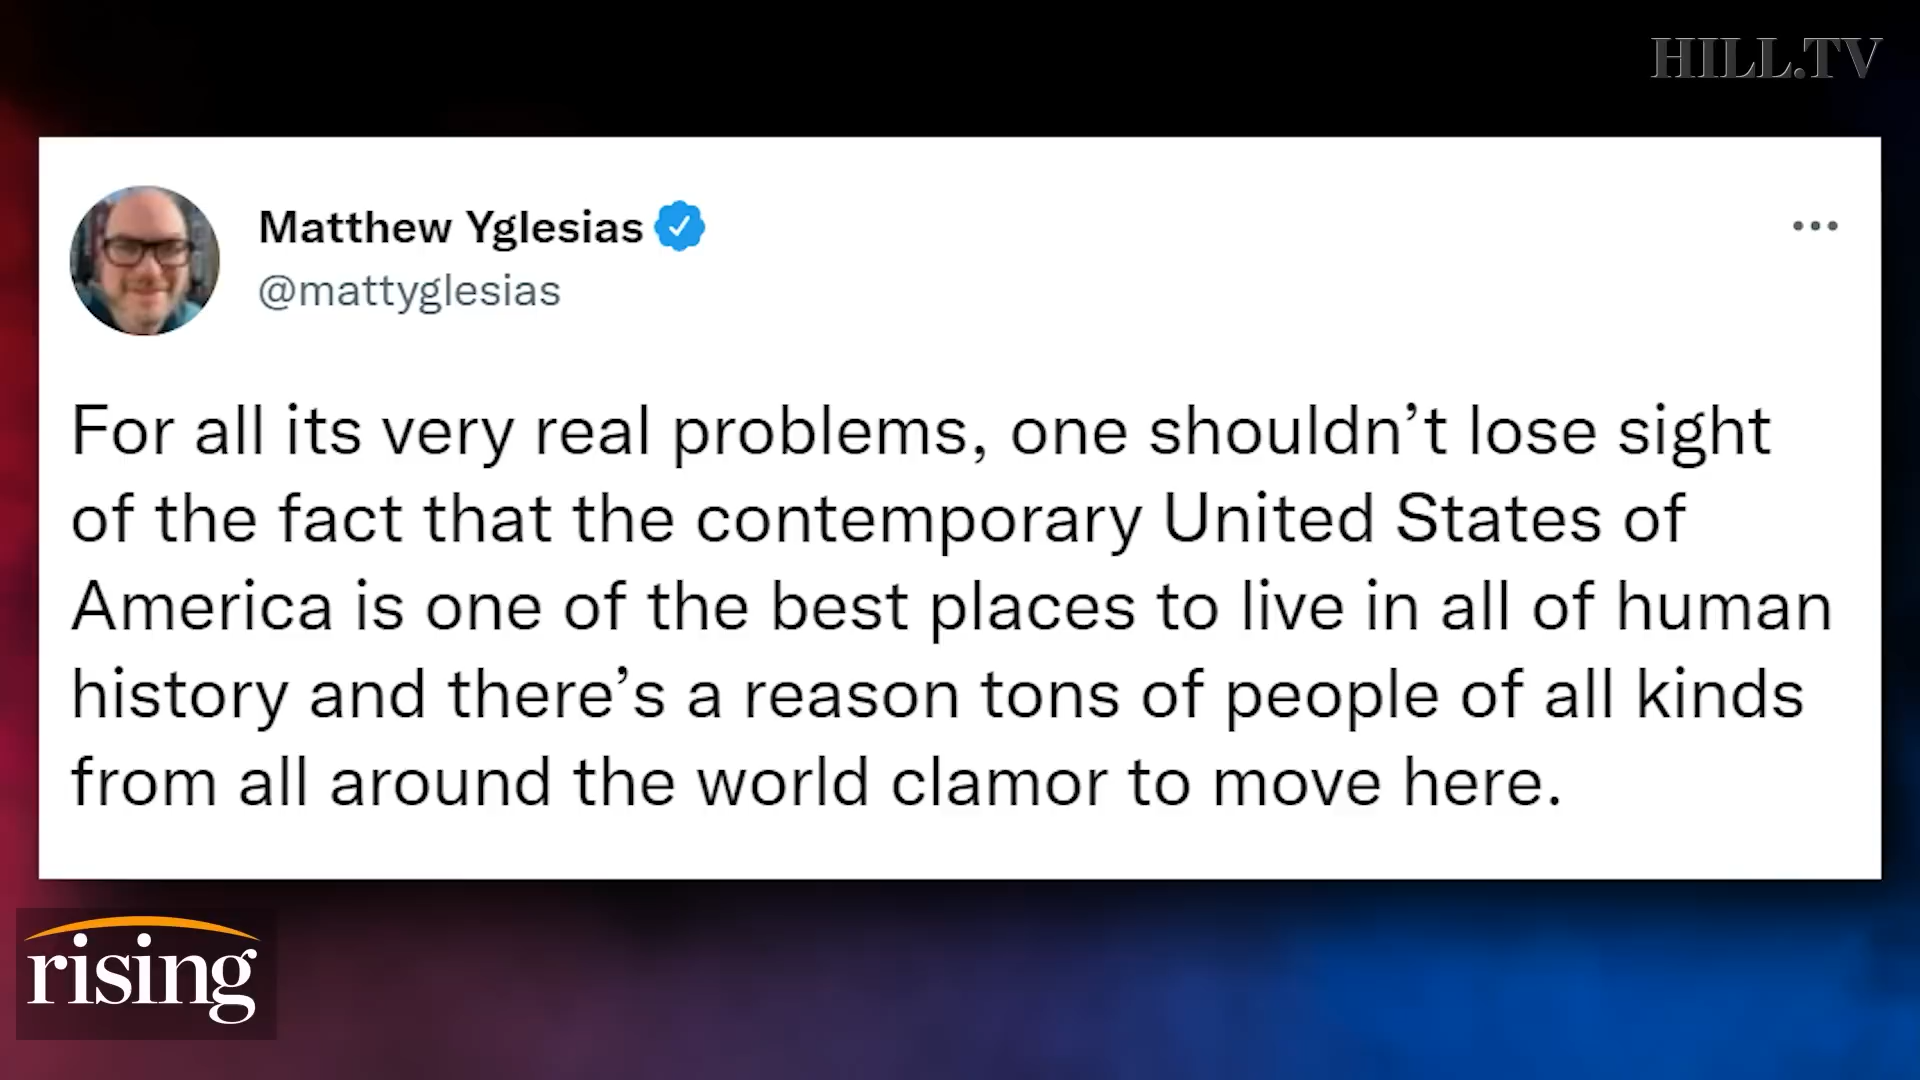 HILL.TV
Matthew Yglesias
@mattyglesias
For all its very real problems, one shouldn’t lose sight
of the fact that the contemporary United States of
America is one of the best places to live in all of human
history and there’s a reason tons of people of all kinds
from all around the world clamor to move here.
rising